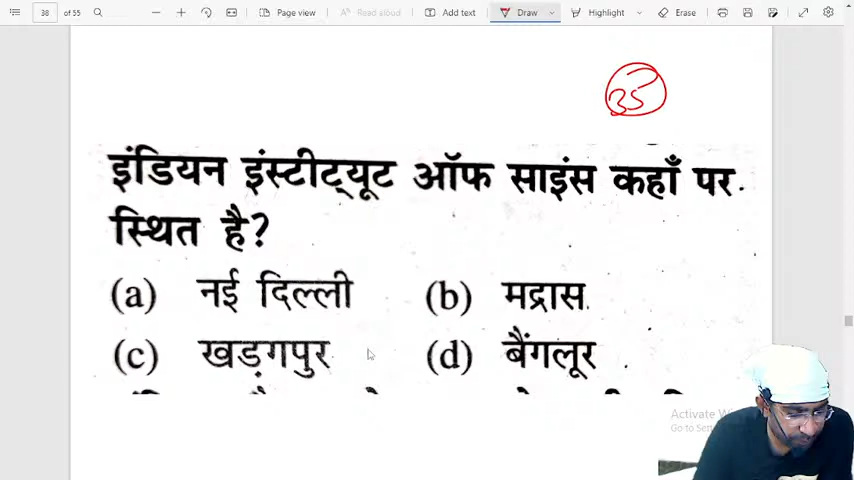 38 of 55 Page view Read aloud Add text Draw Highlight Erase
35
इंडियन इंस्टीट्यूट ऑफ साइंस कहाँ पर
स्थित है?
(a) नई दिल्ली (b) मद्रास
(c) खड़गपुर (d) बैंगलूर
Activate
Go to